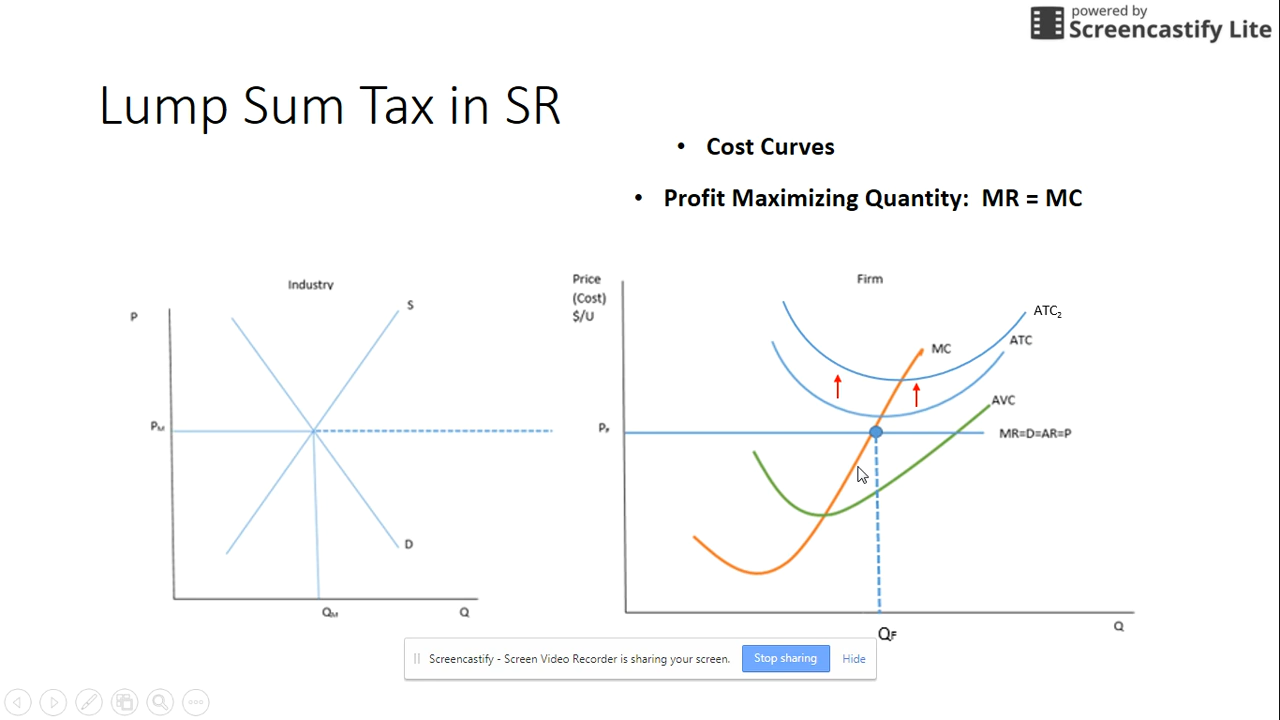 powered by
Screencastify Lite
Lump Sum Tax in SR
• Cost Curves
• Profit Maximizing Quantity: MR = MC
Industry
P
S
PM
D
QM
Q
Price
(Cost)
$/U
Firm
ATC2
ATC
MC
AVC
PF
MR=D=AR=P
QF
Q
Screencastify - Screen Video Recorder is sharing your screen.
Stop sharing
Hide